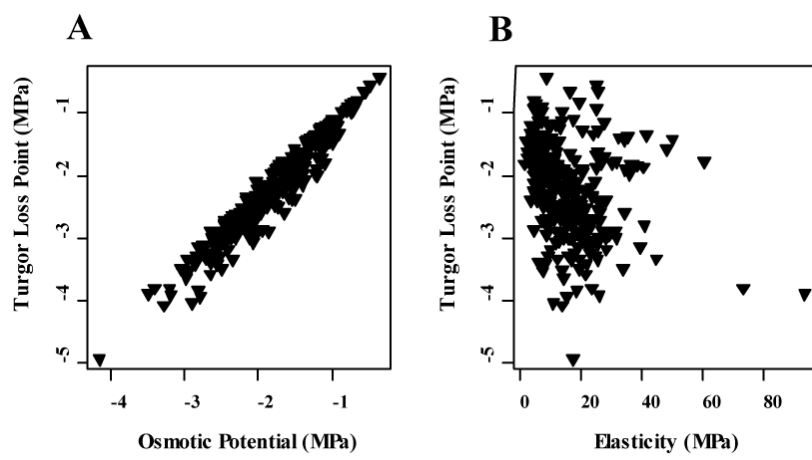 A
B
Turgor Loss Point (MPa)
-1
-2
-3
-4
-5
-4 -3 -2 -1
Osmotic Potential (MPa)
Turgor Loss Point (MPa)
-1
-2
-3
-4
-5
0 20 40 60 80
Elasticity (MPa)